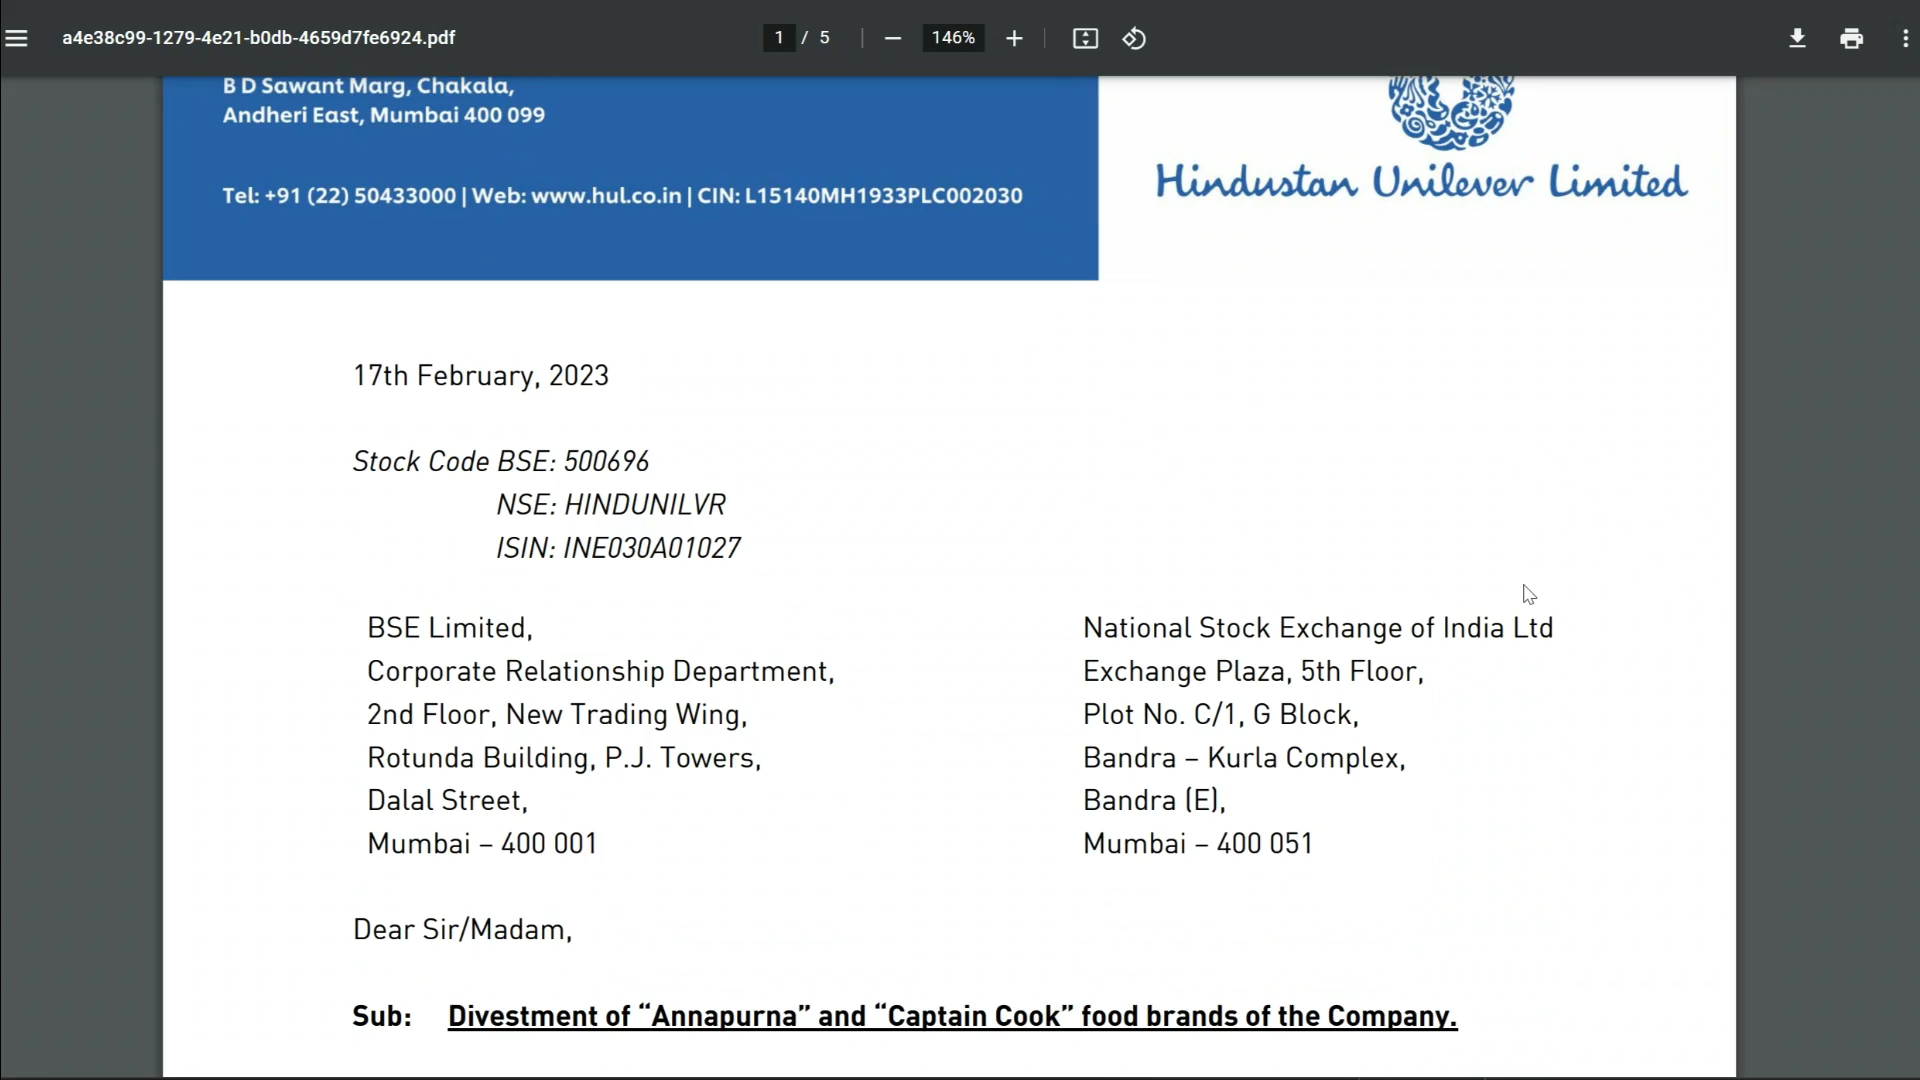 a4e38c99-1279-4e21-b0db-4659d7fe6924.pdf
1 / 5
146%
B D Sawant Marg, Chakala,
Andheri East, Mumbai 400 099
Tel: +91 (22) 50433000 | Web: www.hul.co.in | CIN: L15140MH1933PLC002030
Hindustan Unilever Limited
17th February, 2023
Stock Code BSE: 500696
NSE: HINDUNILVR
ISIN: INE030A01027
BSE Limited,
Corporate Relationship Department,
2nd Floor, New Trading Wing,
Rotunda Building, P.J. Towers,
Dalal Street,
Mumbai – 400 001
National Stock Exchange of India Ltd
Exchange Plaza, 5th Floor,
Plot No. C/1, G Block,
Bandra – Kurla Complex,
Bandra (E),
Mumbai – 400 051
Dear Sir/Madam,
Sub: Divestment of “Annapurna” and “Captain Cook” food brands of the Company.